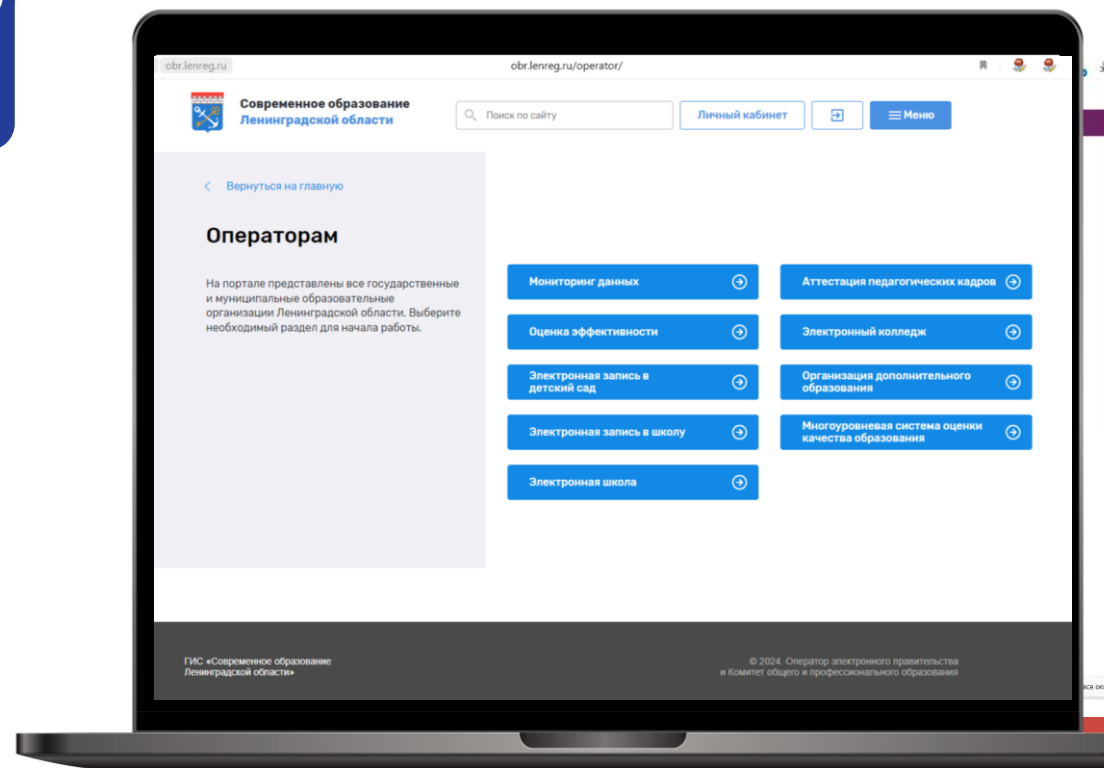 obr.lenreg.ru
obr.lenreg.ru/operator/
Современное образование
Ленинградской области
Поиск по сайту
Личный кабинет
Меню
Вернуться на главную
Операторам
На портале представлены все государственные
и муниципальные образовательные
организации Ленинградской области. Выберите
необходимый раздел для начала работы.
Мониторинг данных
Аттестация педагогических кадров
Оценка эффективности
Электронный колледж
Электронная запись в
детский сад
Организация дополнительного
образования
Электронная запись в школу
Многоуровневая система оценки
качества образования
Электронная школа
ГИС «Современное образование
Ленинградской области»
© 2024. Оператор электронного правительства
и Комитет общего и профессионального образования